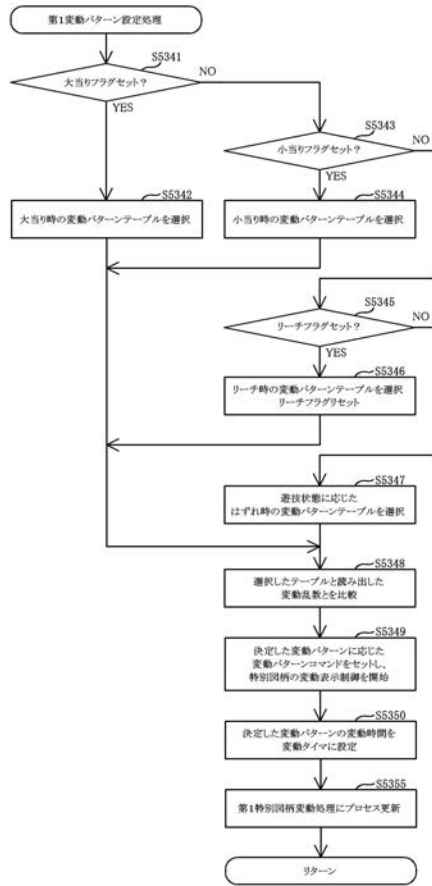 第1変動パターン設定処理
S5341
大当りフラグセット？
NO
YES
S5343
小当りフラグセット？
NO
YES
S5342
大当り時の変動パターンテーブルを選択
S5344
小当り時の変動パターンテーブルを選択
S5345
リーチフラグセット？
NO
YES
S5346
リーチ時の変動パターンテーブルを選択
リーチフラグリセット
S5347
遊技状態に応じた
はずれ時の変動パターンテーブルを選択
S5348
選択したテーブルと読み出した
変動乱数とを比較
S5349
決定した変動パターンに応じた
変動パターンコマンドをセットし、
特別図柄の変動表示制御を開始
S5350
決定した変動パターンの変動時間を
変動タイマに設定
S5355
第1特別図柄変動処理にプロセス更新
リターン